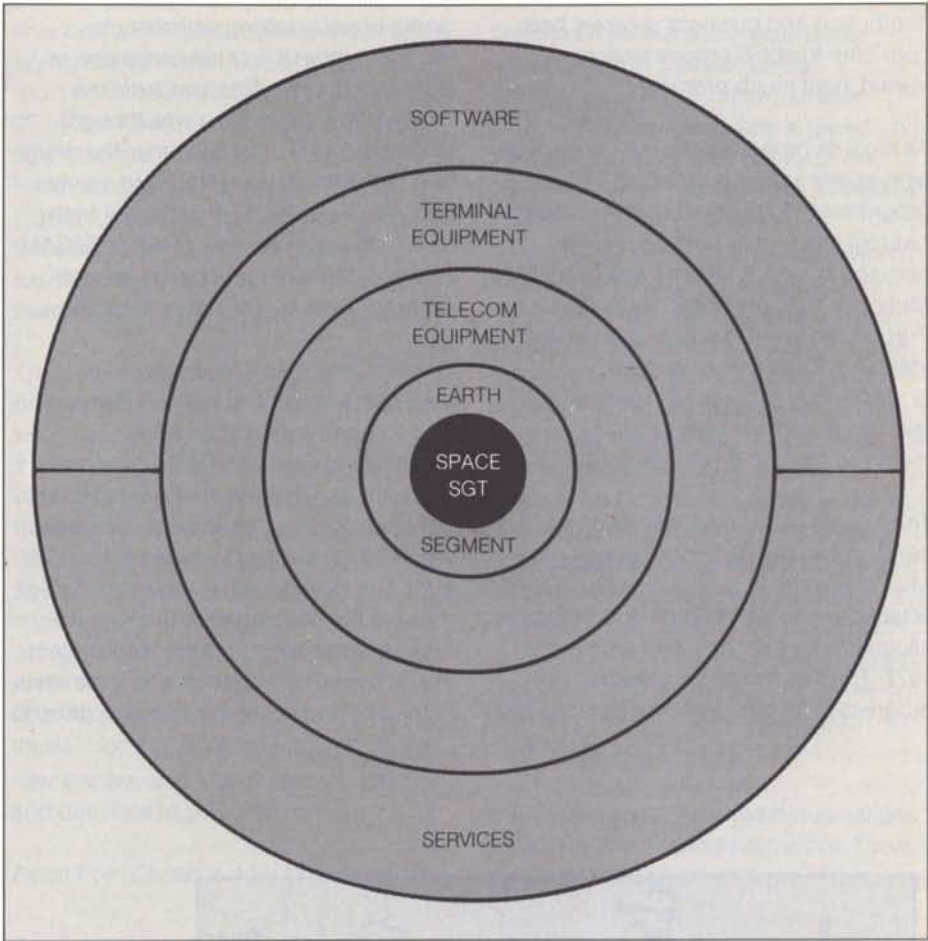 SOFTWARE
TERMINAL
EQUIPMENT
TELECOM
EQUIPMENT
EARTH
SPACE
SGT
SEGMENT
SERVICES